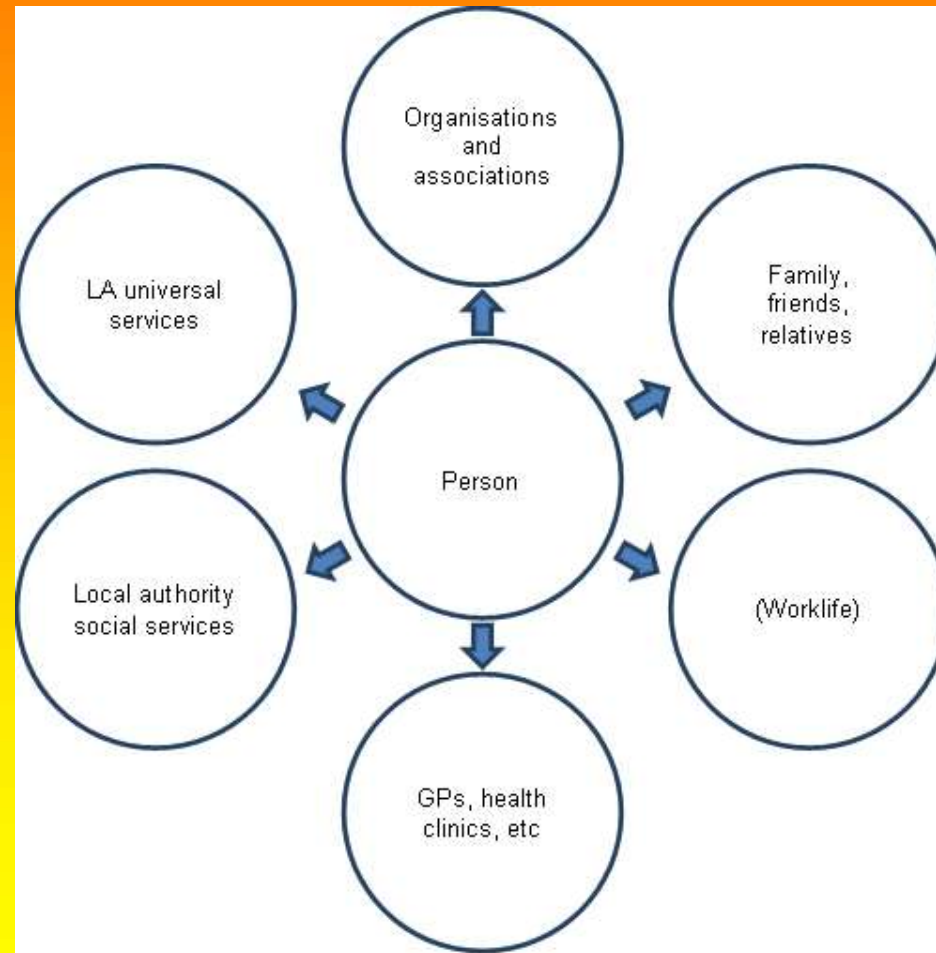 Organisations
and
associations
LA universal
services
Family,
friends,
relatives
Person
Local authority
social services
(Worklife)
GPs, health
clinics, etc